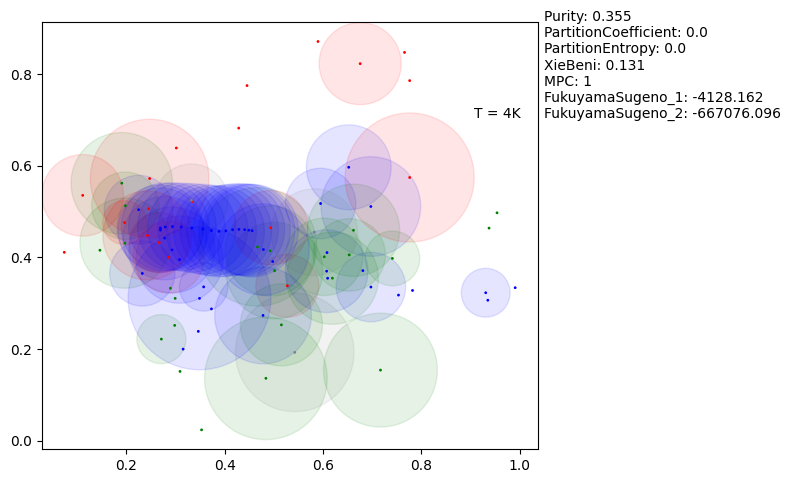 Purity: 0.355
PartitionCoefficient: 0.0
PartitionEntropy: 0.0
XieBeni: 0.131
MPC: 1
FukuyamaSugeno_1: -4128.162
FukuyamaSugeno_2: -667076.096
T = 4K
0.8
0.6
0.4
0.2
0.0
0.2
0.4
0.6
0.8
1.0